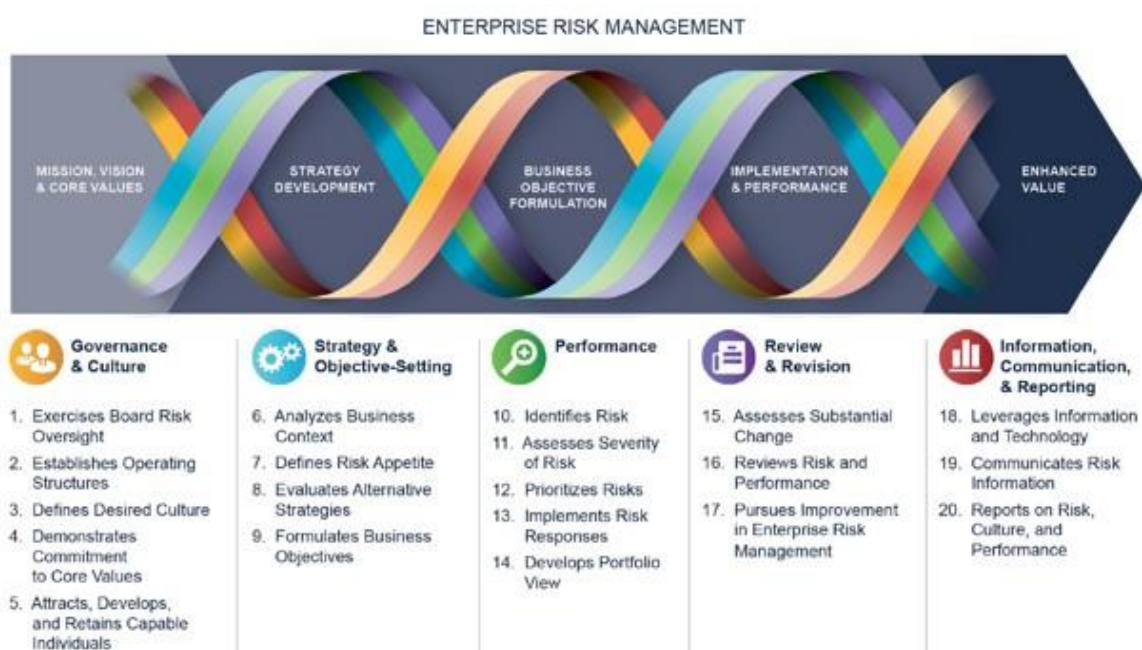 ENTERPRISE RISK MANAGEMENT
MISSION, VISION
& CORE VALUES
STRATEGY
DEVELOPMENT
BUSINESS
OBJECTIVE
FORMULATION
IMPLEMENTATION
& PERFORMANCE
ENHANCED
VALUE
Governance
& Culture
1. Exercises Board Risk
Oversight
2. Establishes Operating
Structures
3. Defines Desired Culture
4. Demonstrates
Commitment
to Core Values
5. Attracts, Develops,
and Retains Capable
Individuals
Strategy &
Objective-Setting
6. Analyzes Business
Context
7. Defines Risk Appetite
8. Evaluates Alternative
Strategies
9. Formulates Business
Objectives
Performance
10. Identifies Risk
11. Assesses Severity
of Risk
12. Prioritizes Risks
13. Implements Risk
Responses
14. Develops Portfolio
View
Review
& Revision
15. Assesses Substantial
Change
16. Reviews Risk and
Performance
17. Pursues Improvement
in Enterprise Risk
Management
Information,
Communication,
& Reporting
18. Leverages Information
and Technology
19. Communicates Risk
Information
20. Reports on Risk,
Culture, and
Performance